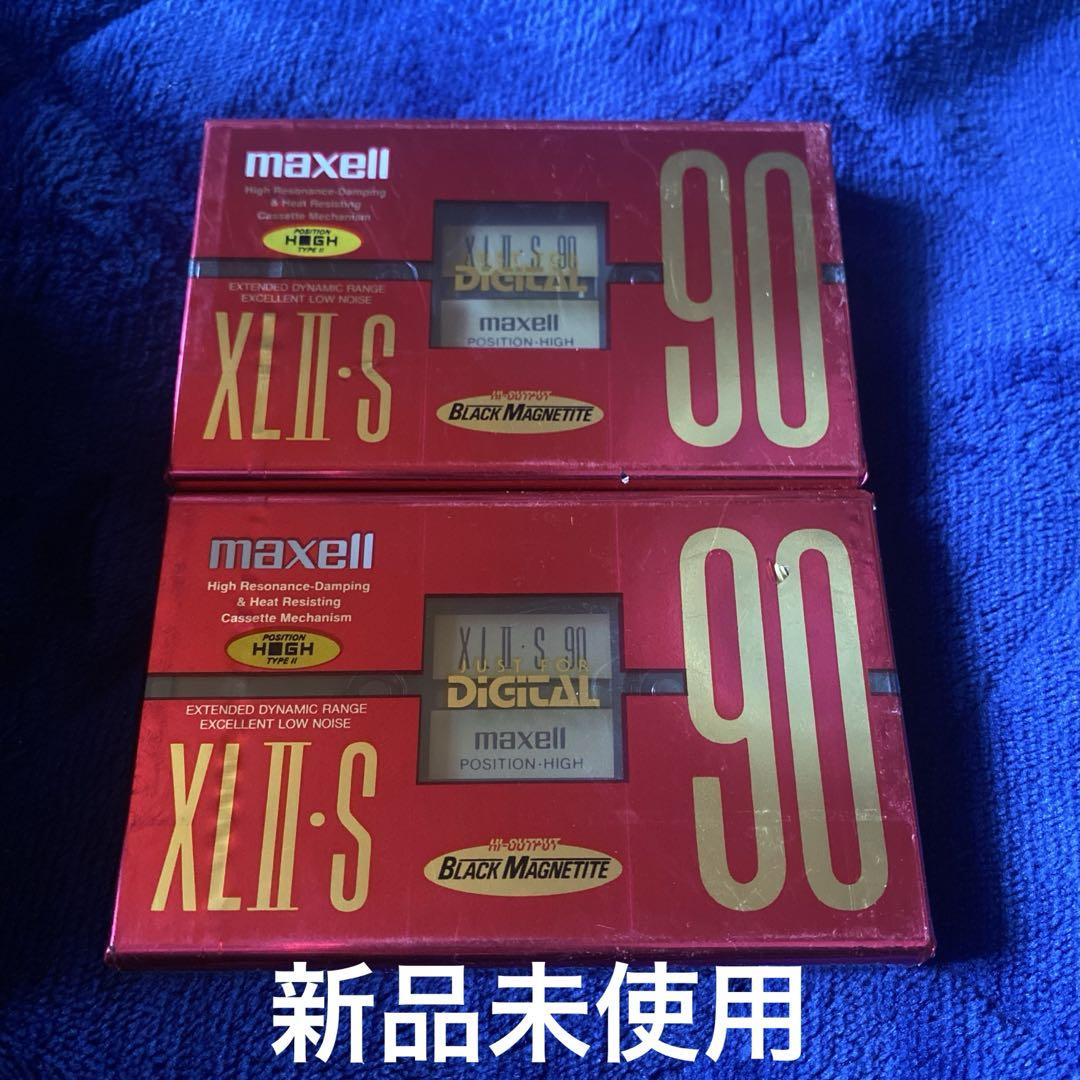 maxell
High Resonance-Damping
& Heat Resisting
Cassette Mechanism
POSITION
HIGH
TYPE II
EXTENDED DYNAMIC RANGE
EXCELLENT LOW NOISE
XLII·S
XLII·S 90
DIGITAL
maxell
POSITION·HIGH
HI-OUTPUT
BLACK MAGNETITE
90
maxell
High Resonance-Damping
& Heat Resisting
Cassette Mechanism
POSITION
HIGH
TYPE II
EXTENDED DYNAMIC RANGE
EXCELLENT LOW NOISE
XLII·S
XLII·S 90
JUST FOR
DIGITAL
maxell
POSITION·HIGH
HI-OUTPUT
BLACK MAGNETITE
90
新品未使用